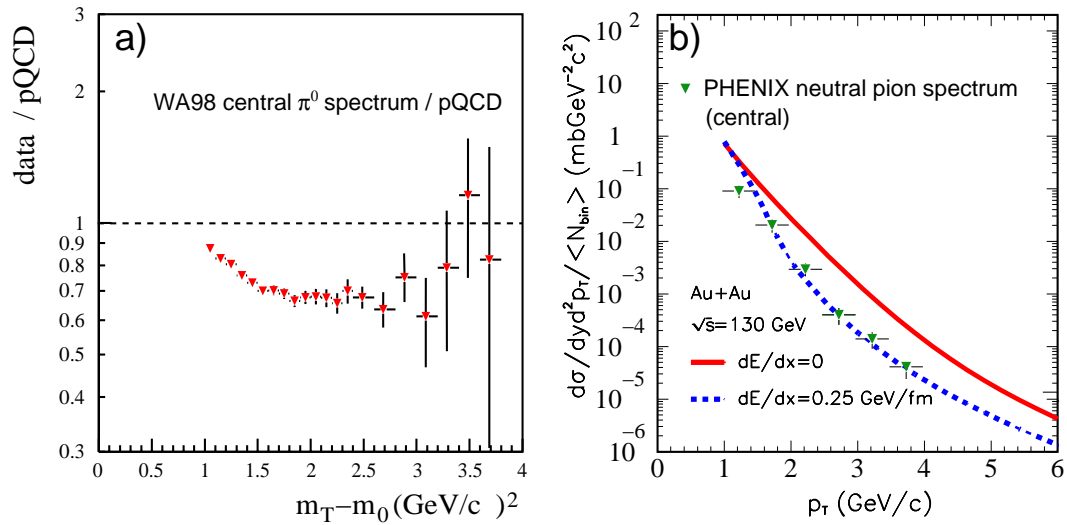 a)
WA98 central π⁰ spectrum / pQCD
data / pQCD
3
2
1
0.9
0.8
0.7
0.6
0.5
0.4
0.3
0 0.5 1 1.5 2 2.5 3 3.5 4
m_T−m_0 (GeV/c )²
b)
PHENIX neutral pion spectrum
(central)
dσ/dyd²p_T/<N_bin> (mbGeV⁻²c²)
10²
10
1
10⁻¹
10⁻²
10⁻³
10⁻⁴
10⁻⁵
10⁻⁶
Au+Au
√s=130 GeV
dE/dx=0
dE/dx=0.25 GeV/fm
0 1 2 3 4 5 6
p_T (GeV/c)